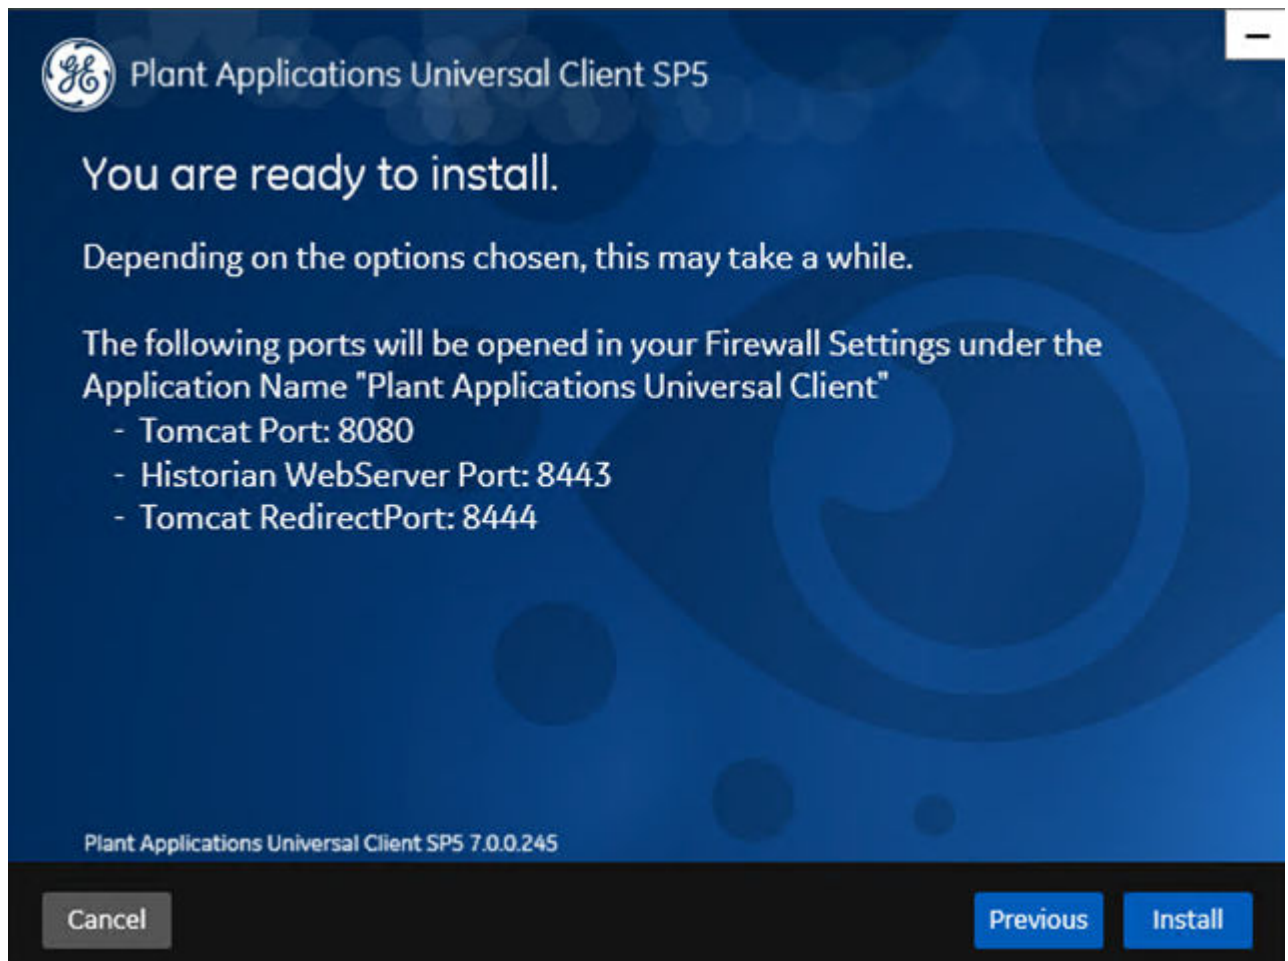 Plant Applications Universal Client SP5
You are ready to install.
Depending on the options chosen, this may take a while.
The following ports will be opened in your Firewall Settings under the
Application Name "Plant Applications Universal Client"
- Tomcat Port: 8080
- Historian WebServer Port: 8443
- Tomcat RedirectPort: 8444
Plant Applications Universal Client SP5 7.0.0.245
Cancel
Previous
Install